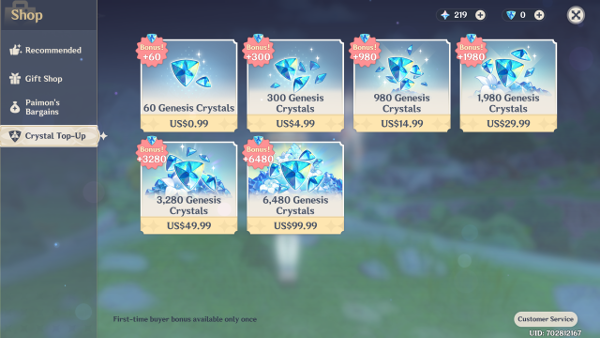 Shop
219
0
Recommended
Gift Shop
Paimon's
Bargains
Crystal Top-Up
Bonus!
+60
60 Genesis Crystals
US$0.99
Bonus!
+300
300 Genesis
Crystals
US$4.99
Bonus!
+980
980 Genesis
Crystals
US$14.99
Bonus!
+1980
1,980 Genesis
Crystals
US$29.99
Bonus!
+3280
3,280 Genesis
Crystals
US$49.99
Bonus!
+6480
6,480 Genesis
Crystals
US$99.99
First-time buyer bonus available only once
Customer Service
UID: 702812167